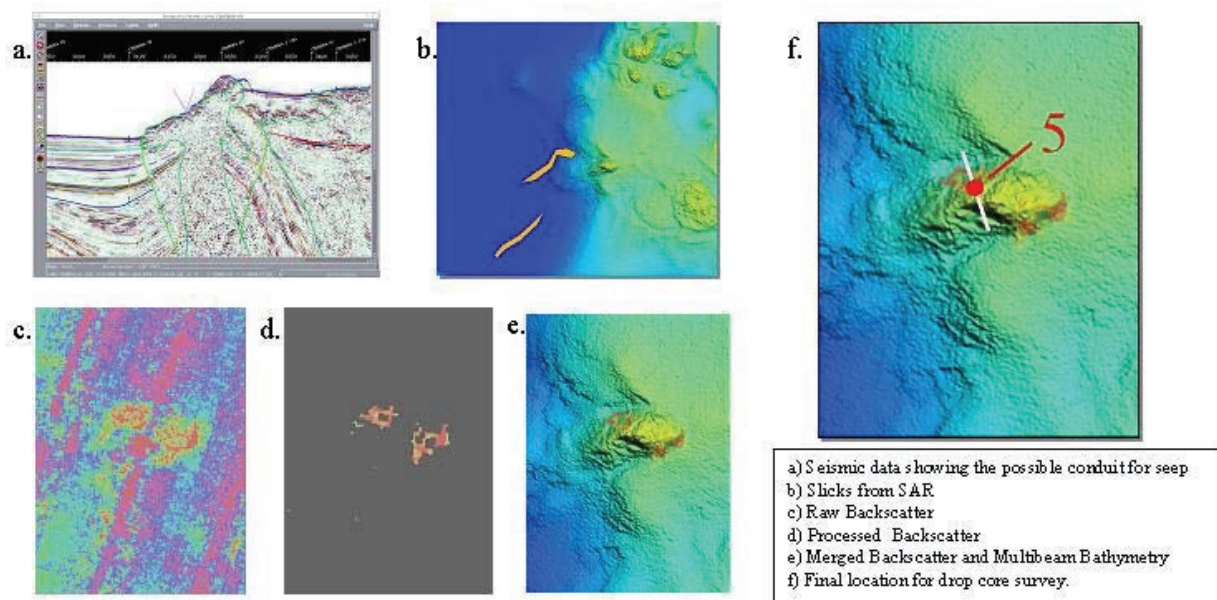 a.
b.
f.
5
c.
d.
e.
a) Seismic data showing the possible conduit for seep
b) Slicks from SAR
c) Raw Backscatter
d) Processed Backscatter
e) Merged Backscatter and Multibeam Bathymetry
f) Final location for drop core survey.